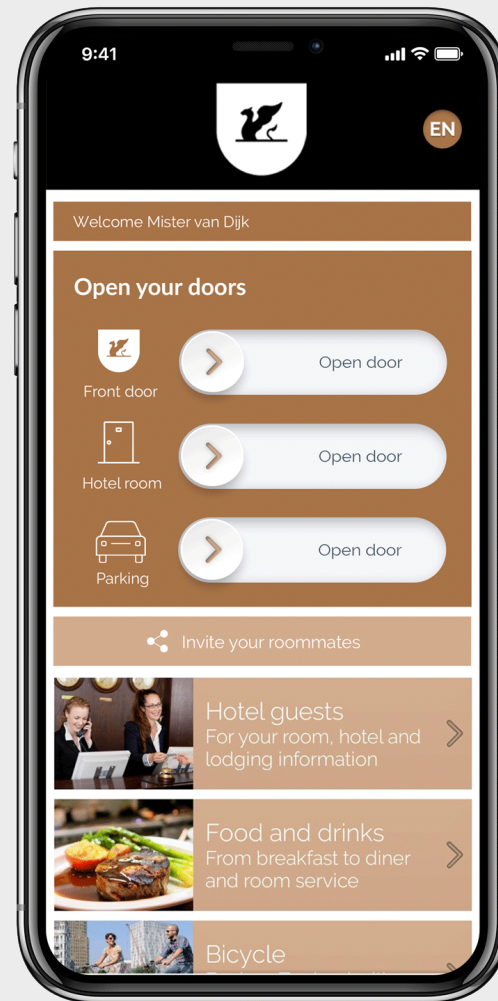 9:41
EN
Welcome Mister van Dijk
Open your doors
Front door
Open door
Hotel room
Open door
Parking
Open door
Invite your roommates
Hotel guests
For your room, hotel and
lodging information
Food and drinks
From breakfast to diner
and room service
Bicycle